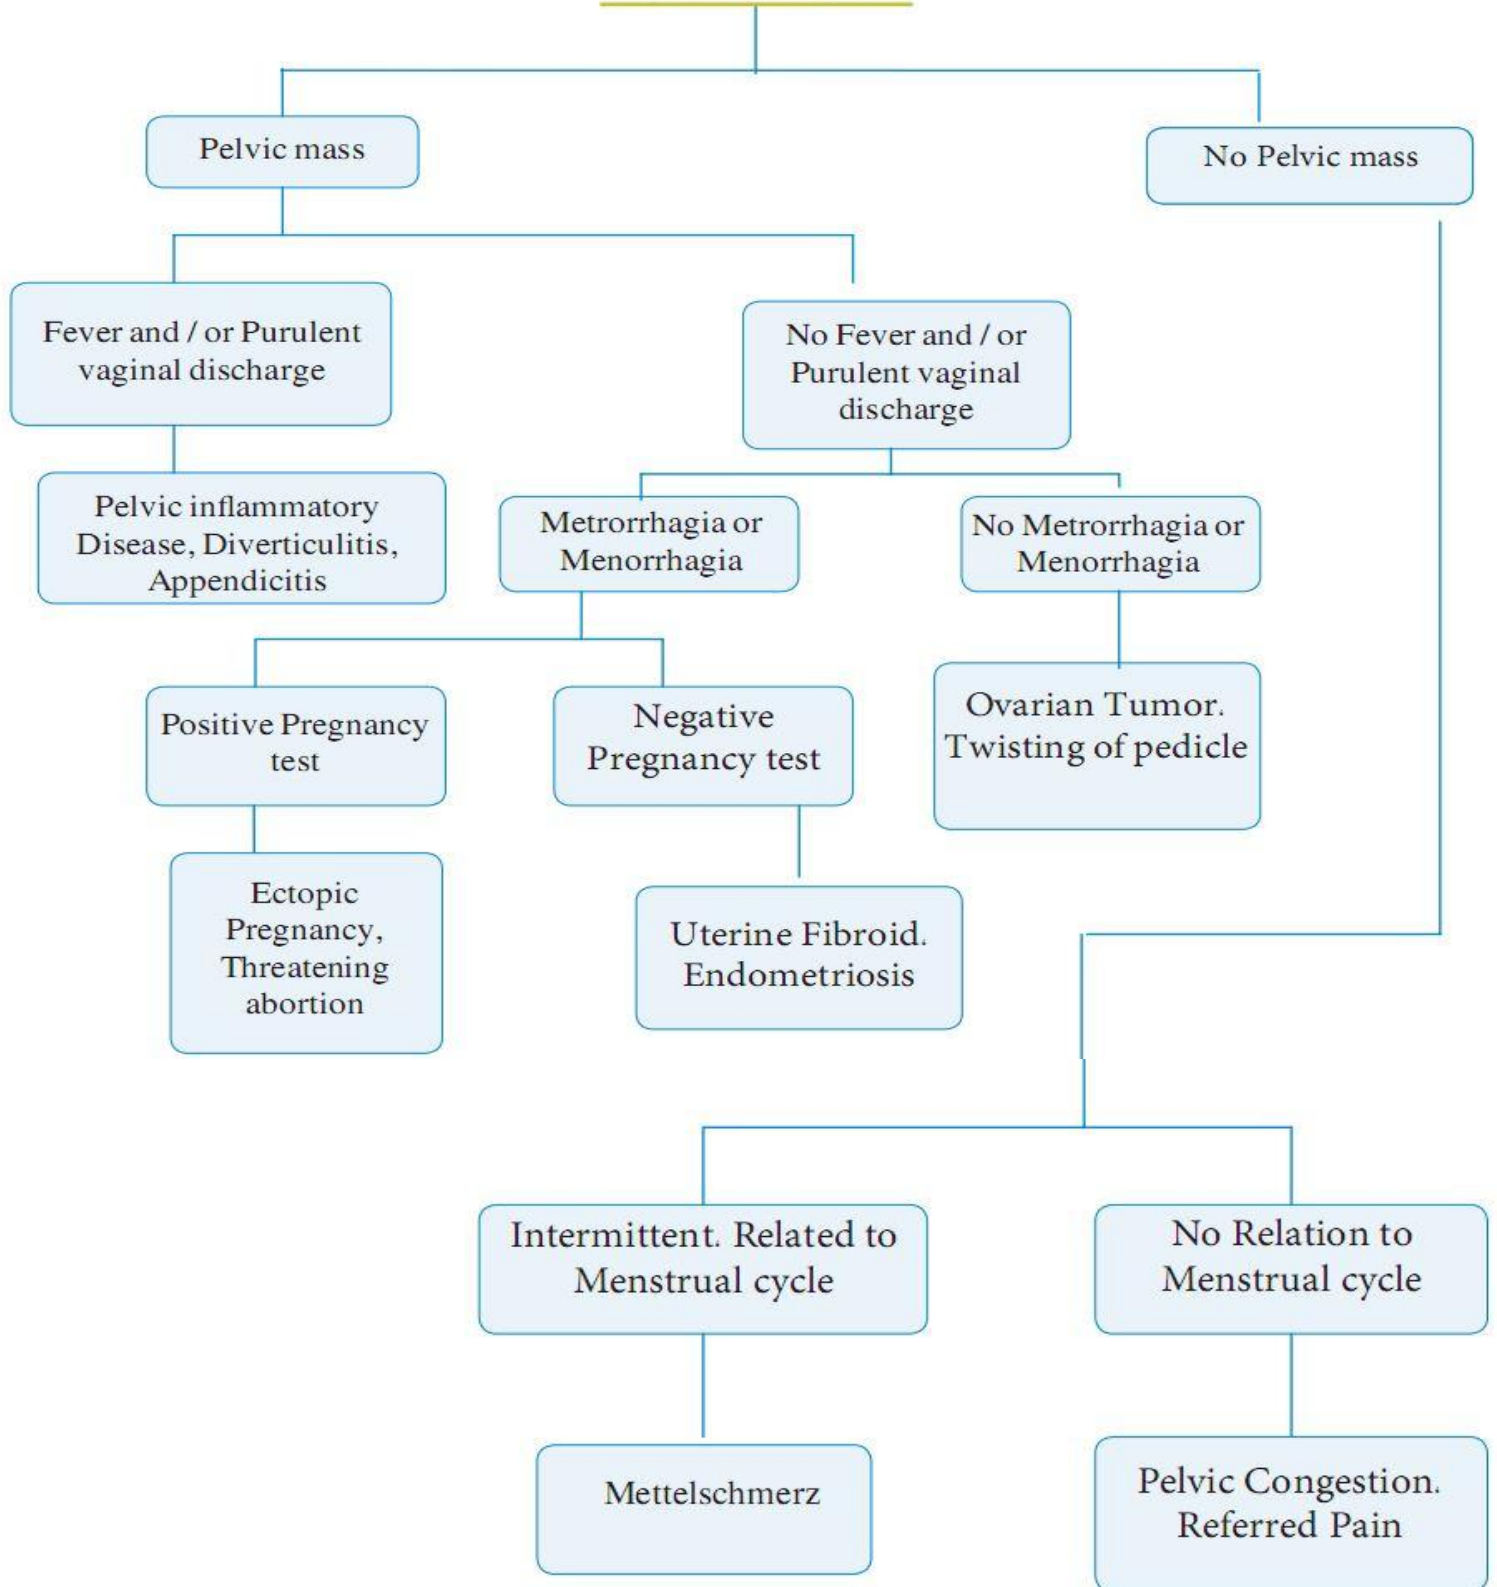 Pelvic mass
No Pelvic mass
Fever and / or Purulent
vaginal discharge
No Fever and / or
Purulent vaginal
discharge
Pelvic inflammatory
Disease, Diverticulitis,
Appendicitis
Metrorrhagia or
Menorrhagia
No Metrorrhagia or
Menorrhagia
Positive Pregnancy
test
Negative
Pregnancy test
Ovarian Tumor.
Twisting of pedicle
Ectopic
Pregnancy,
Threatening
abortion
Uterine Fibroid.
Endometriosis
Intermittent. Related to
Menstrual cycle
No Relation to
Menstrual cycle
Mettelschmerz
Pelvic Congestion.
Referred Pain